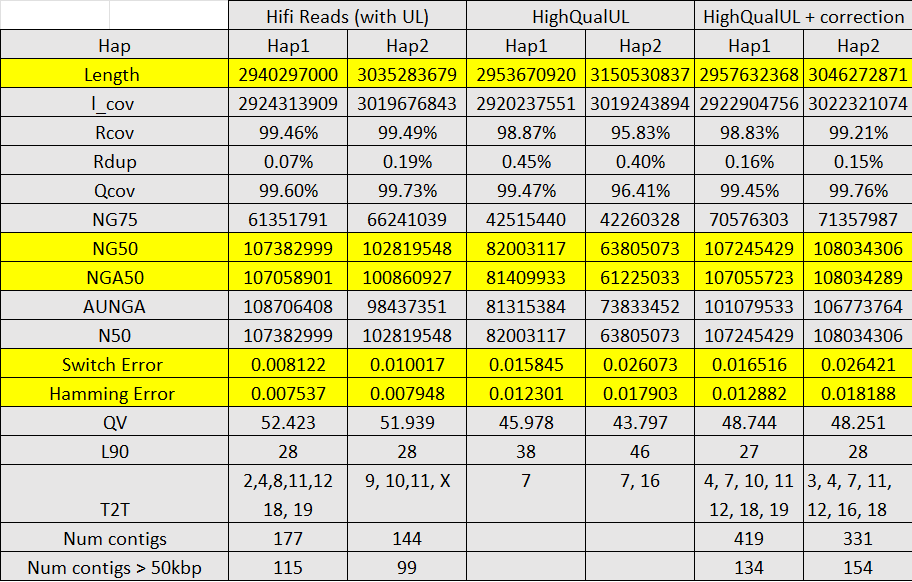 Hifi Reads (with UL) HighQualUL HighQualUL + correction
Hap Hap1 Hap2 Hap1 Hap2 Hap1 Hap2
Length 2940297000 3035283679 2953670920 3150530837 2957632368 3046272871
l_cov 2924313909 3019676843 2920237551 3019243894 2922904756 3022321074
Rcov 99.46% 99.49% 98.87% 95.83% 98.83% 99.21%
Rdup 0.07% 0.19% 0.45% 0.40% 0.16% 0.15%
Qcov 99.60% 99.73% 99.47% 96.41% 99.45% 99.76%
NG75 61351791 66241039 42515440 42260328 70576303 71357987
NG50 107382999 102819548 82003117 63805073 107245429 108034306
NGA50 107058901 100860927 81409933 61225033 107055723 108034289
AUNGA 108706408 98437351 81315384 73833452 101079533 106773764
N50 107382999 102819548 82003117 63805073 107245429 108034306
Switch Error 0.008122 0.010017 0.015845 0.026073 0.016516 0.026421
Hamming Error 0.007537 0.007948 0.012301 0.017903 0.012882 0.018188
QV 52.423 51.939 45.978 43.797 48.744 48.251
L90 28 28 38 46 27 28
2,4,8,11,12 9, 10,11, X 7 7, 16 4, 7, 10, 11 3, 4, 7, 11,
T2T 18, 19 12, 18, 19 12, 16, 18
Num contigs 177 144 419 331
Num contigs > 50kbp 115 99 134 154